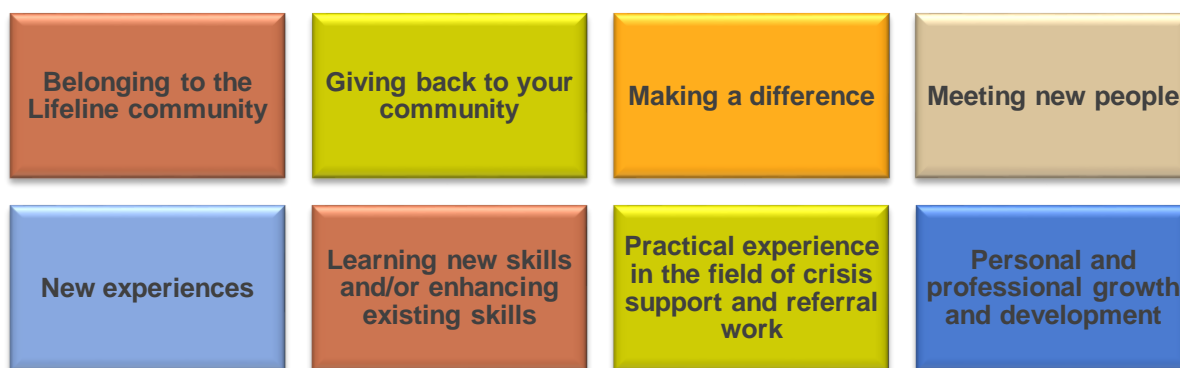 Belonging to the
Lifeline community
Giving back to your
community
Making a difference
Meeting new people
New experiences
Learning new skills
and/or enhancing
existing skills
Practical experience
in the field of crisis
support and referral
work
Personal and
professional growth
and development